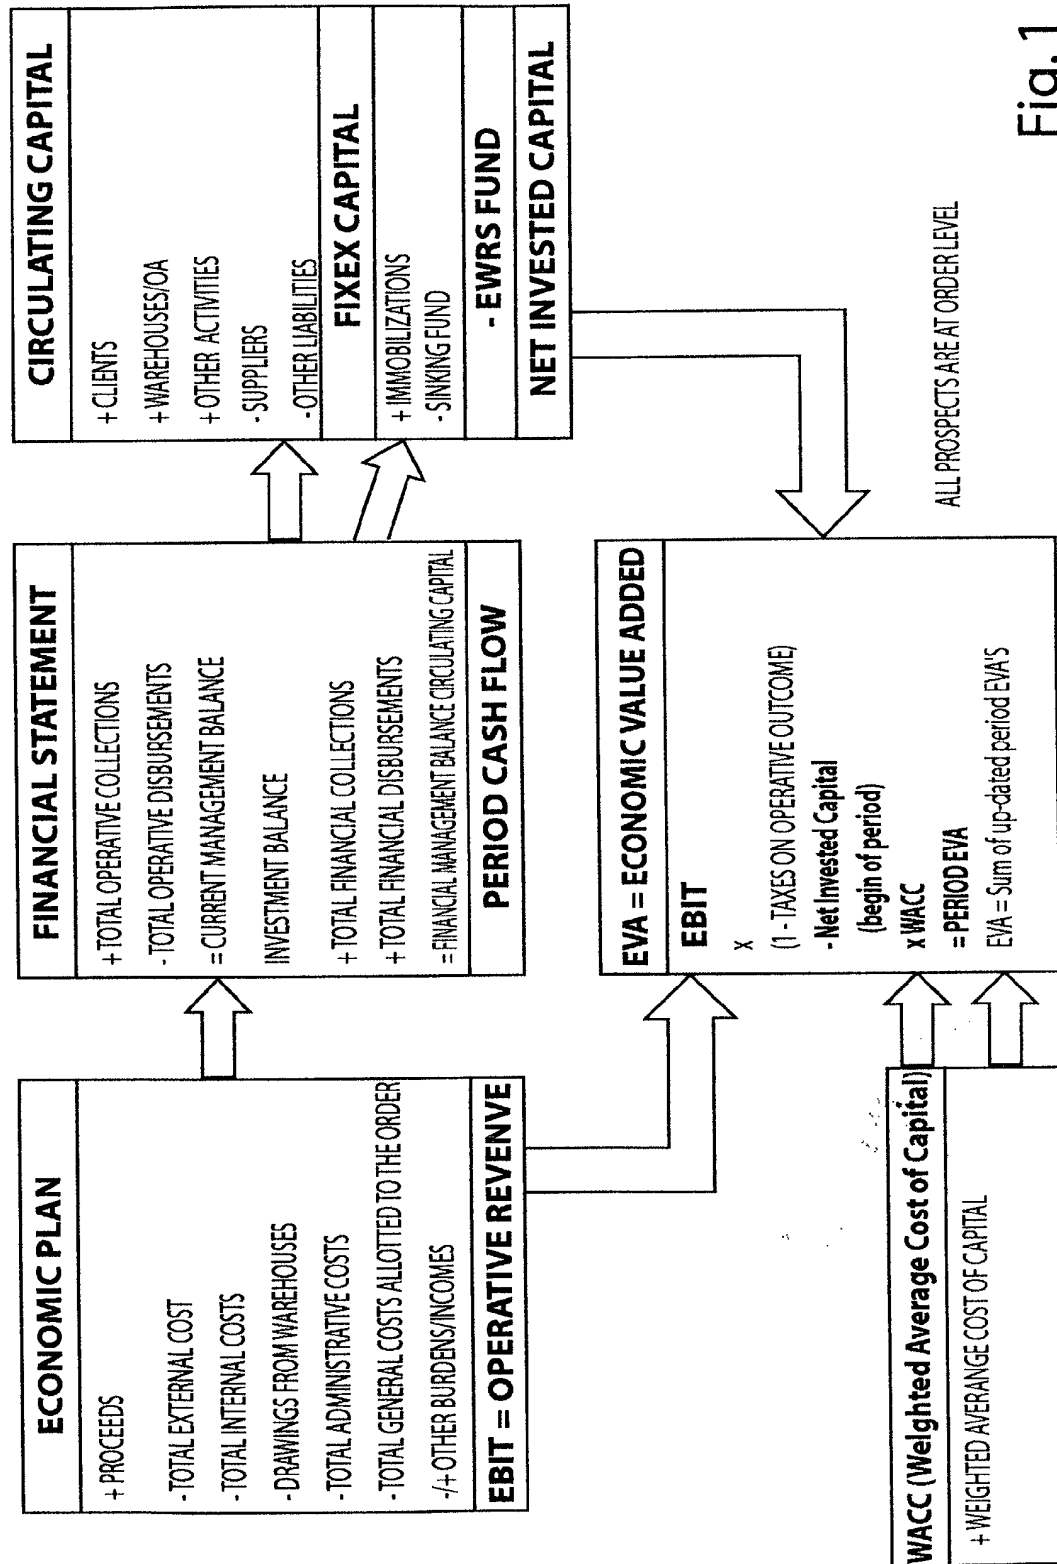 ECONOMIC PLAN
+ PROCEEDS
- TOTAL EXTERNAL COST
- TOTAL INTERNAL COSTS
- DRAWINGS FROM WAREHOUSES
- TOTAL ADMINISTRATIVE COSTS
- TOTAL GENERAL COSTS ALLOTTED TO THE ORDER
-/+ OTHER BURDENS/INCOMES
EBIT = OPERATIVE REVENVE
FINANCIAL STATEMENT
+ TOTAL OPERATIVE COLLECTIONS
- TOTAL OPERATIVE DISBURSEMENTS
= CURRENT MANAGEMENT BALANCE
INVESTMENT BALANCE
+ TOTAL FINANCIAL COLLECTIONS
+ TOTAL FINANCIAL DISBURSEMENTS
= FINANCIAL MANAGEMENT BALANCE CIRCULATING CAPITAL
PERIOD CASH FLOW
CIRCULATING CAPITAL
+ CLIENTS
+ WAREHOUSES/OA
+ OTHER ACTIVITIES
- SUPPLIERS
- OTHER LIABILITIES
FIXEX CAPITAL
+ IMMOBILIZATIONS
- SINKING FUND
- EWRS FUND
NET INVESTED CAPITAL
WACC (Welghted Average Cost of Capital)
+ WEIGHTED AVERANGE COST OF CAPITAL
EVA = ECONOMIC VALUE ADDED
EBIT
x
(1 - TAXES ON OPERATIVE OUTCOME)
- Net Invested Capital
(begin of period)
x WACC
= PERIOD EVA
EVA = Sum of up-dated period EVA'S
ALL PROSPECTS ARE AT ORDER LEVEL
Fig. 1